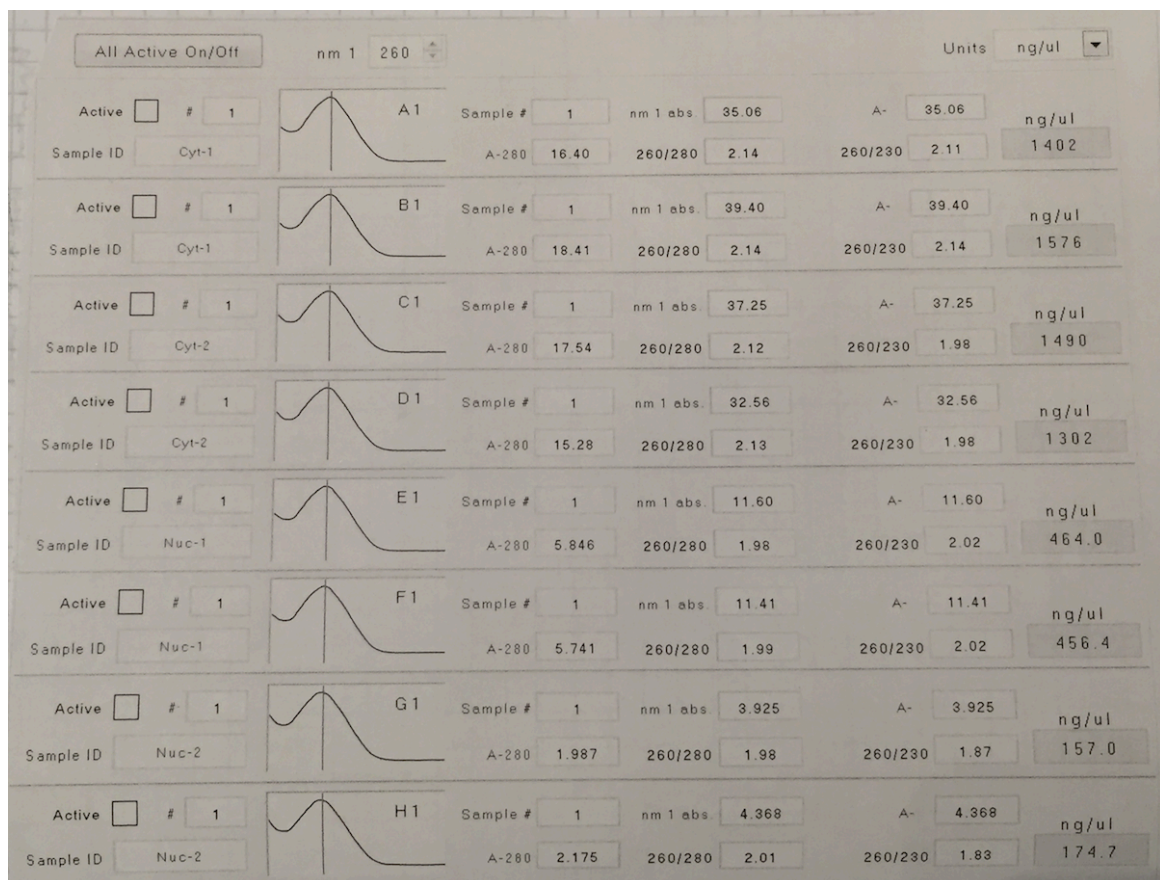 All Active On/Off nm 1 260 Units ng/ul
Active # 1 A1 Sample # 1 nm 1 abs. 35.06 A- 35.06 ng/ul
Sample ID Cyt-1 A-280 16.40 260/280 2.14 260/230 2.11 1402
Active # 1 B1 Sample # 1 nm 1 abs. 39.40 A- 39.40 ng/ul
Sample ID Cyt-1 A-280 18.41 260/280 2.14 260/230 2.14 1576
Active # 1 C1 Sample # 1 nm 1 abs. 37.25 A- 37.25 ng/ul
Sample ID Cyt-2 A-280 17.54 260/280 2.12 260/230 1.98 1490
Active # 1 D1 Sample # 1 nm 1 abs. 32.56 A- 32.56 ng/ul
Sample ID Cyt-2 A-280 15.28 260/280 2.13 260/230 1.98 1302
Active # 1 E1 Sample # 1 nm 1 abs. 11.60 A- 11.60 ng/ul
Sample ID Nuc-1 A-280 5.846 260/280 1.98 260/230 2.02 464.0
Active # 1 F1 Sample # 1 nm 1 abs. 11.41 A- 11.41 ng/ul
Sample ID Nuc-1 A-280 5.741 260/280 1.99 260/230 2.02 456.4
Active # 1 G1 Sample # 1 nm 1 abs. 3.925 A- 3.925 ng/ul
Sample ID Nuc-2 A-280 1.987 260/280 1.98 260/230 1.87 157.0
Active # 1 H1 Sample # 1 nm 1 abs. 4.368 A- 4.368 ng/ul
Sample ID Nuc-2 A-280 2.175 260/280 2.01 260/230 1.83 174.7